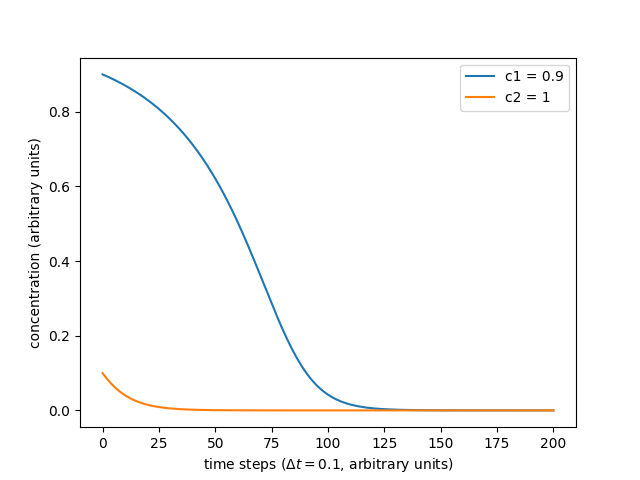 c1 = 0.9
c2 = 1
concentration (arbitrary units)
0.8
0.6
0.4
0.2
0.0
0 25 50 75 100 125 150 175 200
time steps (Δt = 0.1, arbitrary units)